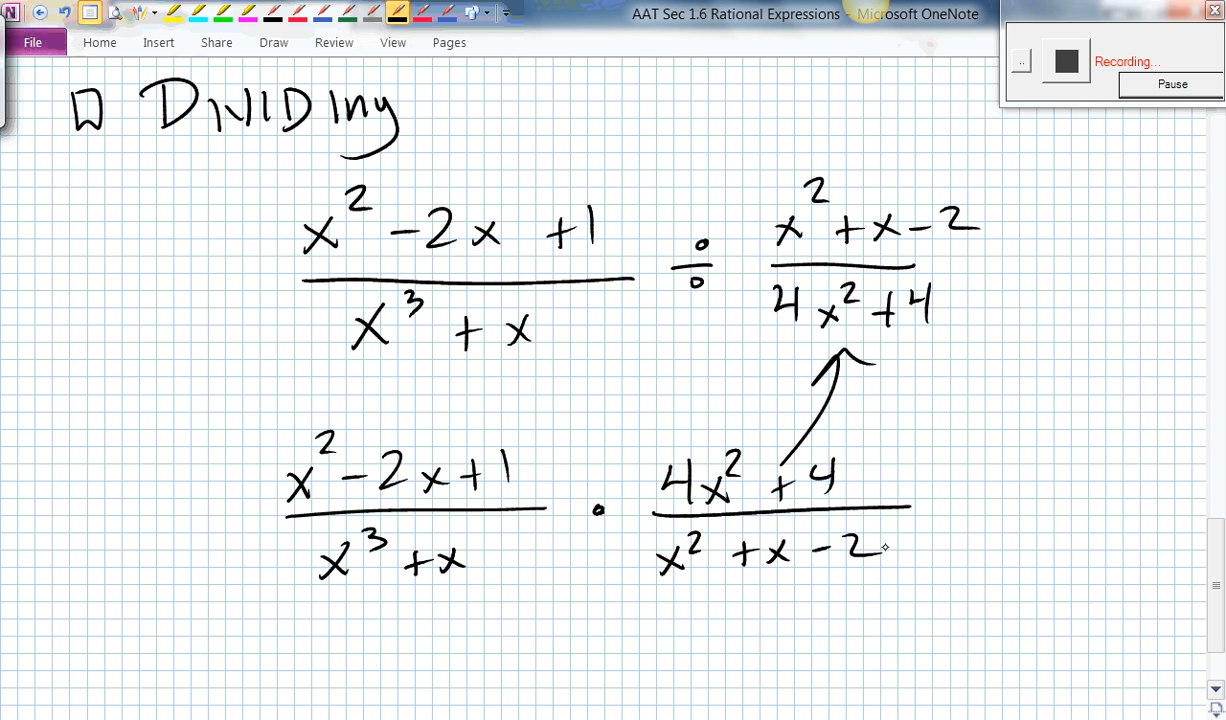 AAT Sec 1.6 Rational Expressions - Microsoft OneNote
File Home Insert Share Draw Review View Pages
Recording...
Pause
DIVIDIng
x² - 2x + 1 ÷ x² + x - 2
x³ + x 4x² + 4
x² - 2x + 1 · 4x² + 4
x³ + x x² + x - 2